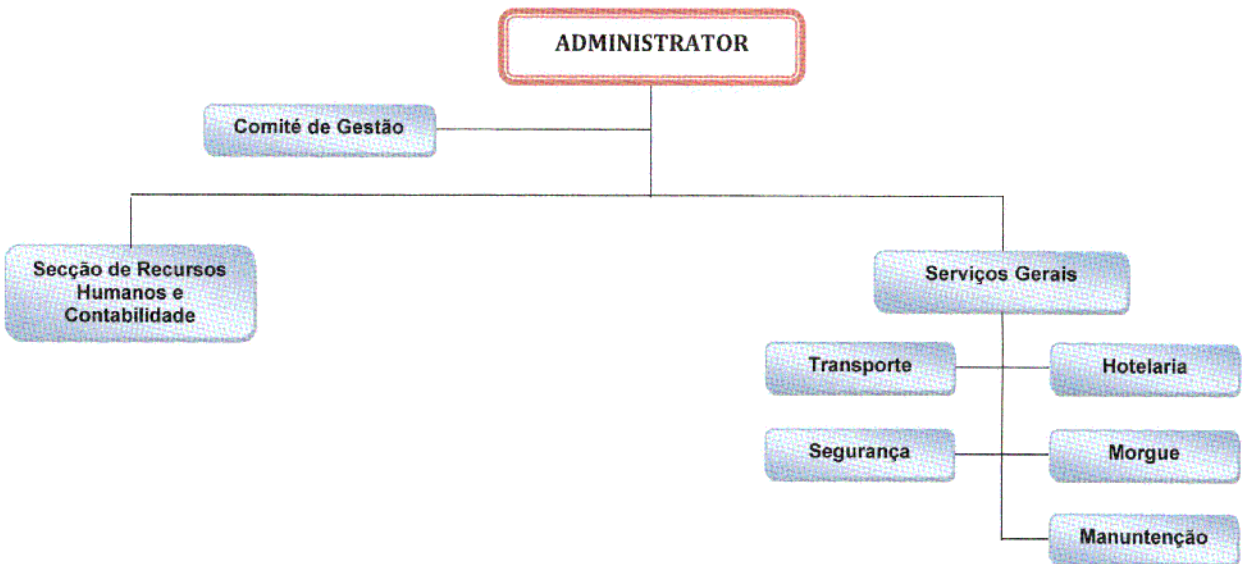 ADMINISTRATOR
Comité de Gestão
Secção de Recursos
Humanos e
Contabilidade
Serviços Gerais
Transporte
Hotelaria
Segurança
Morgue
Manuntenção